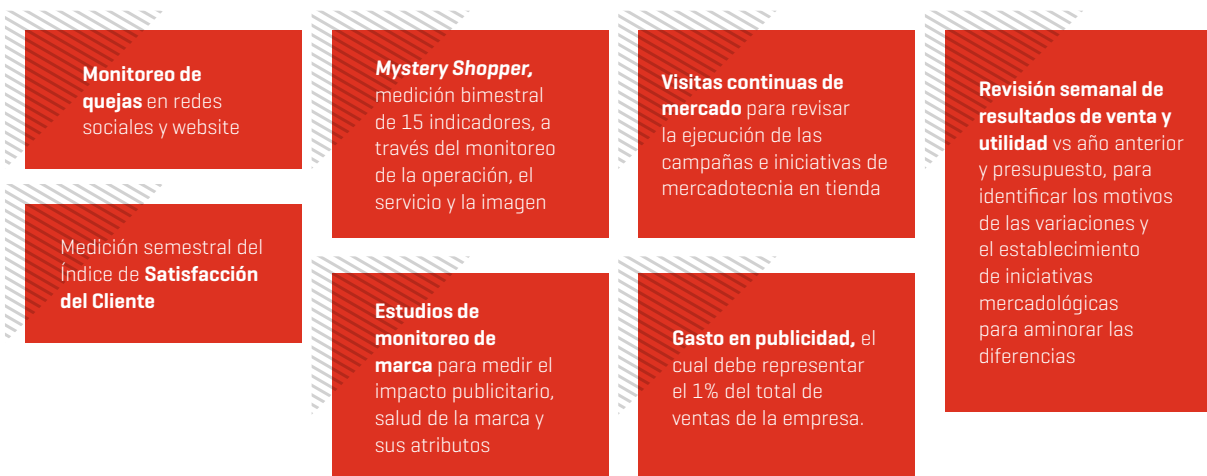 Monitoreo de
quejas en redes
sociales y website
Medición semestral del
Índice de Satisfacción
del Cliente
Mystery Shopper,
medición bimestral
de 15 indicadores, a
través del monitoreo
de la operación, el
servicio y la imagen
Estudios de
monitoreo de
marca para medir el
impacto publicitario,
salud de la marca y
sus atributos
Visitas continuas de
mercado para revisar
la ejecución de las
campañas e iniciativas de
mercadotecnia en tienda
Gasto en publicidad, el
cual debe representar
el 1% del total de
ventas de la empresa.
Revisión semanal de
resultados de venta y
utilidad vs año anterior
y presupuesto, para
identificar los motivos
de las variaciones y
el establecimiento
de iniciativas
mercadológicas
para aminorar las
diferencias